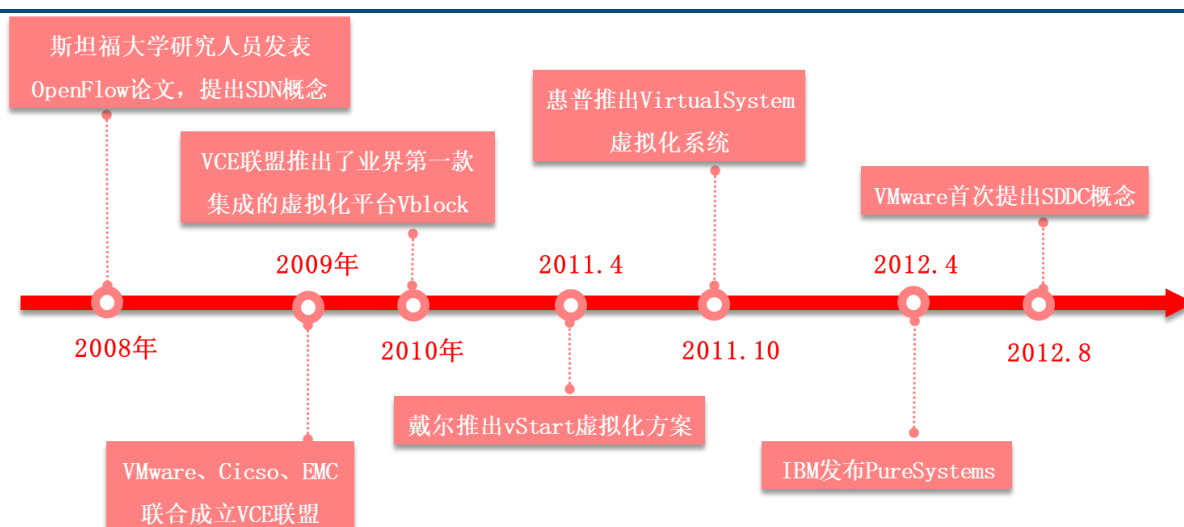 斯坦福大学研究人员发表
OpenFlow论文，提出SDN概念
惠普推出VirtualSystem
虚拟化系统
VCE联盟推出了业界第一款
集成的虚拟化平台Vblock
VMware首次提出SDDC概念
2009年
2011.4
2012.4
2008年
2010年
2011.10
2012.8
戴尔推出vStart虚拟化方案
VMware、Cicso、EMC
联合成立VCE联盟
IBM发布PureSystems